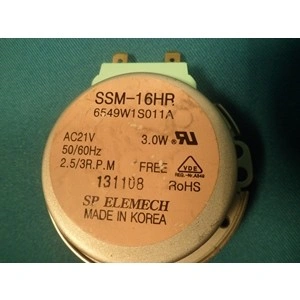 SSM-16HR
6549W1S011A
AC21V 3.0W
50/60Hz
2.5/3R.P.M FREE
VDE
131108 RoHS
SP ELEMECH
MADE IN KOREA